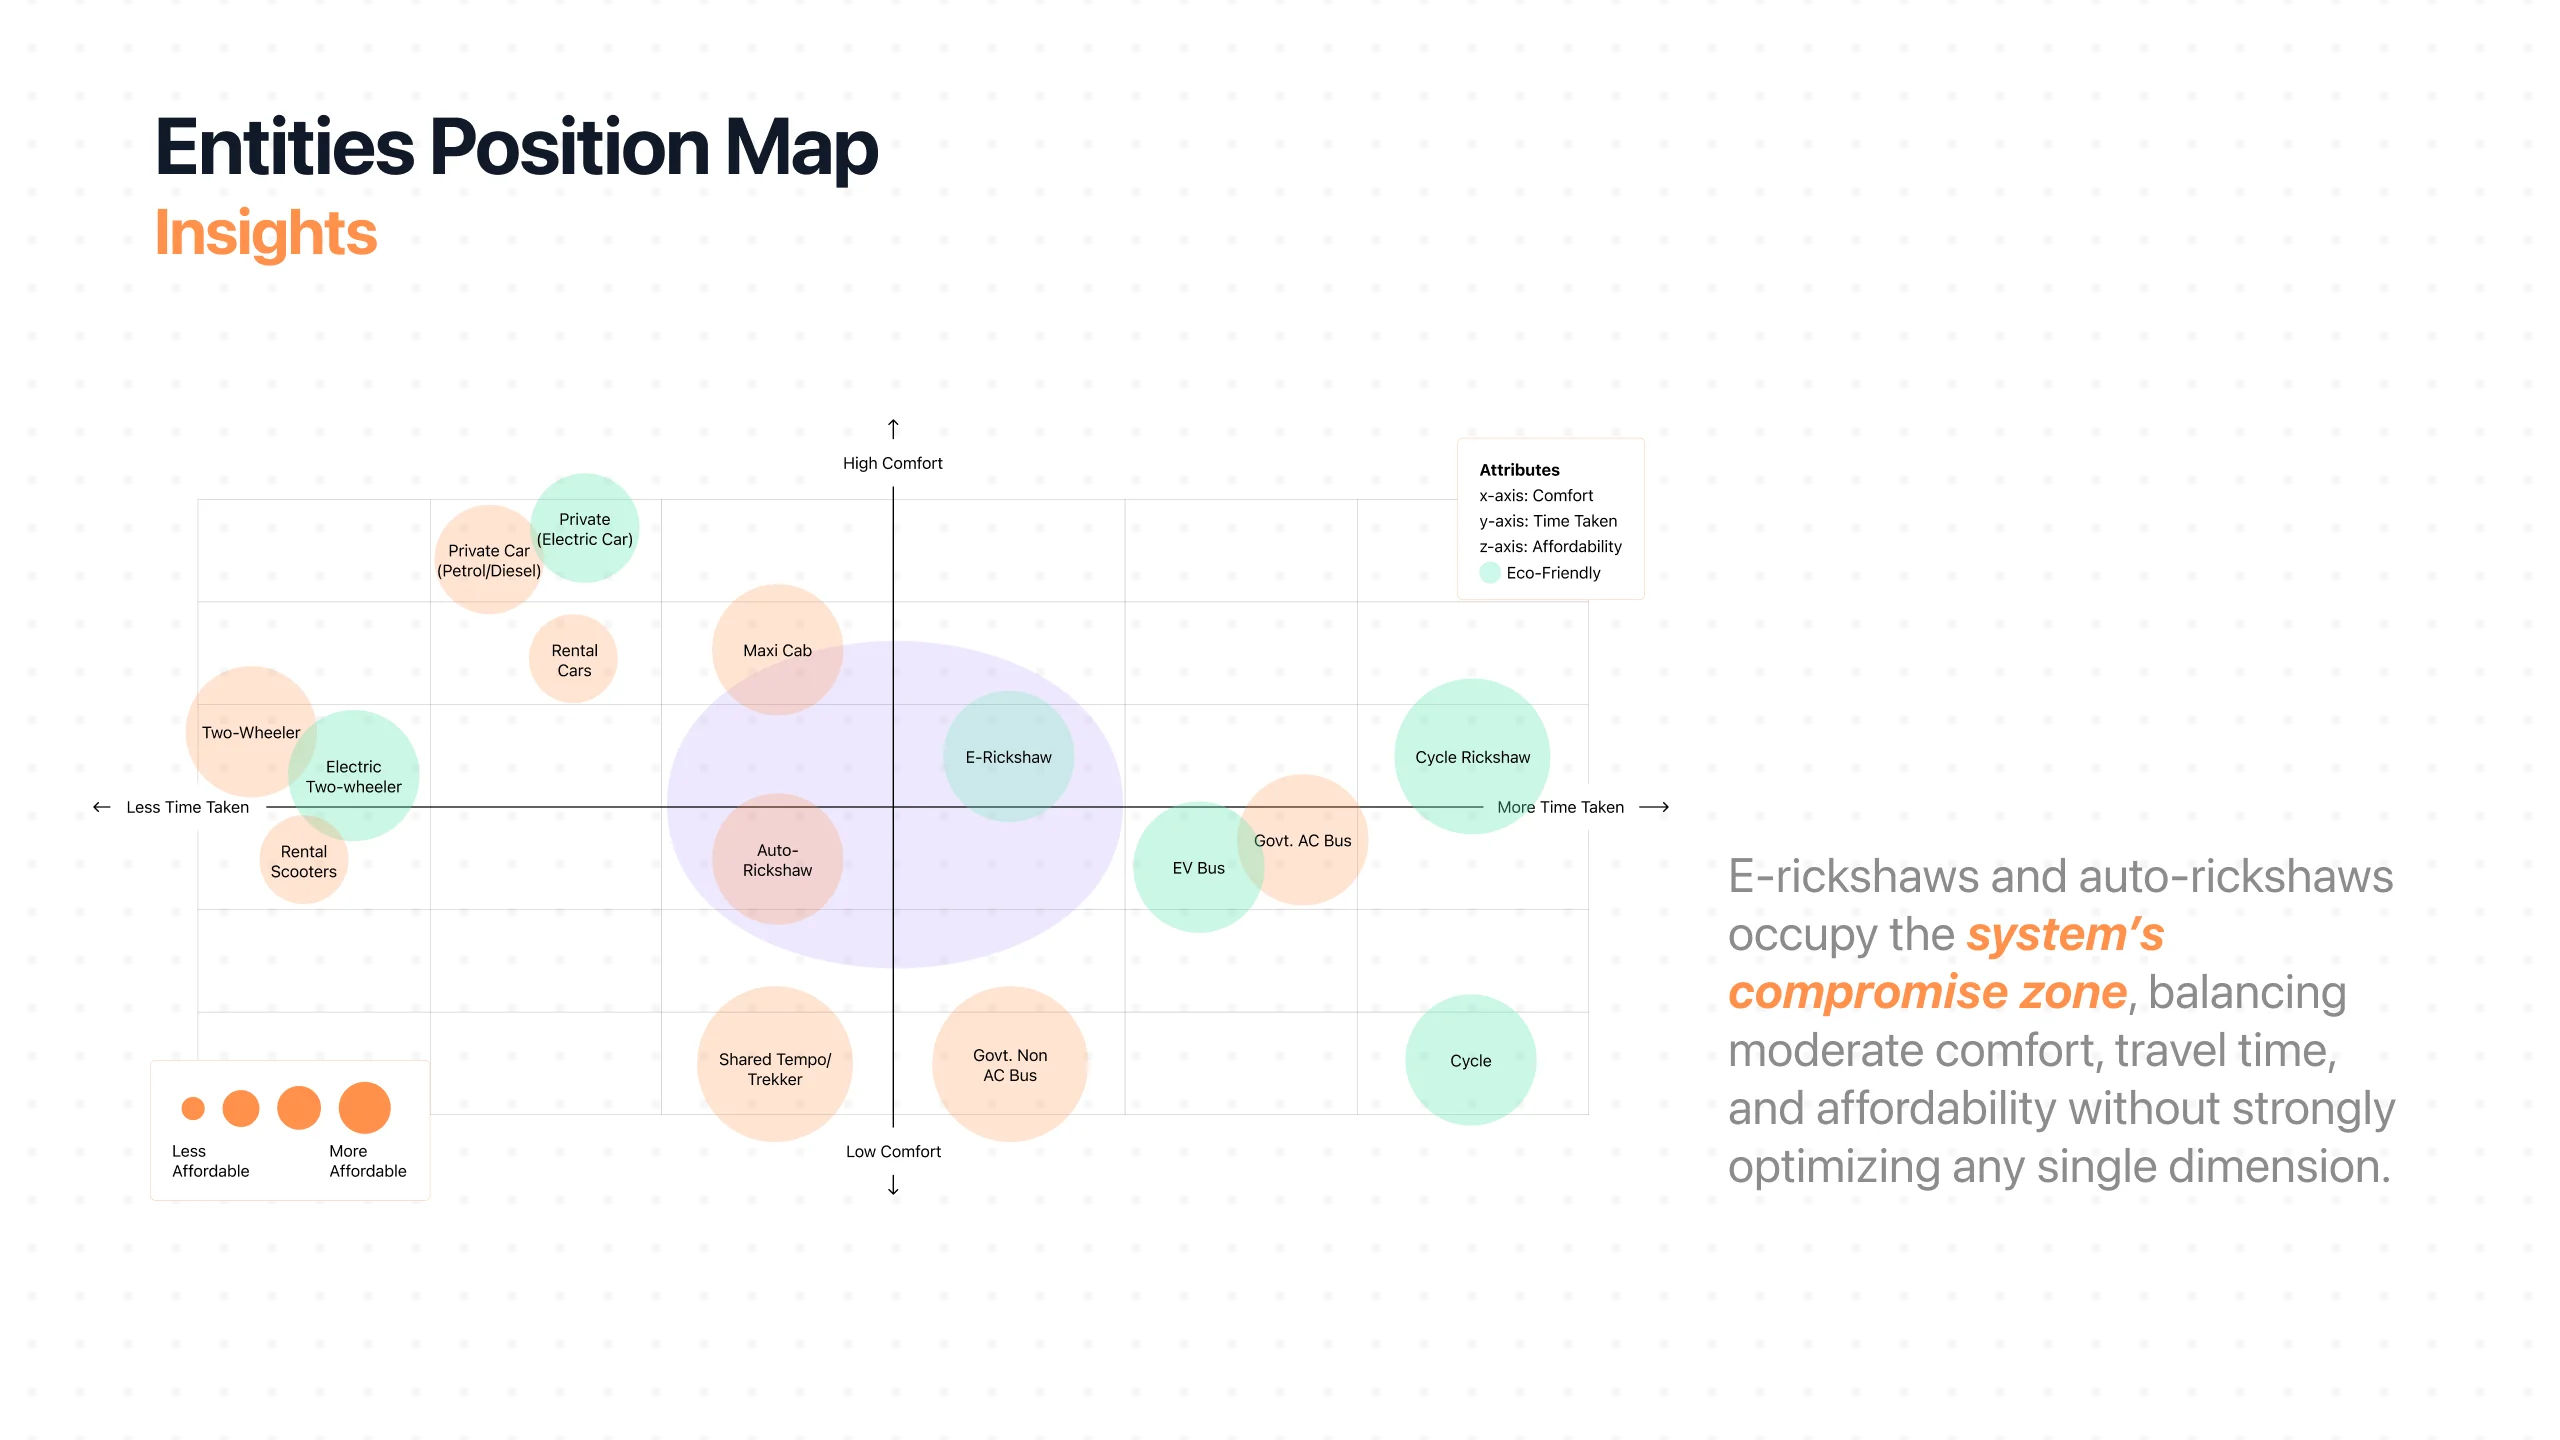 Entities Position Map
Insights
High Comfort
Attributes
x-axis: Comfort
y-axis: Time Taken
z-axis: Affordability
Eco-Friendly
Private
(Electric Car)
Private Car
(Petrol/Diesel)
Rental
Cars
Maxi Cab
Two-Wheeler
Electric
Two-wheeler
E-Rickshaw
Cycle Rickshaw
← Less Time Taken
More Time Taken →
Rental
Scooters
Auto-
Rickshaw
EV Bus
Govt. AC Bus
Shared Tempo/
Trekker
Govt. Non
AC Bus
Cycle
Low Comfort
Less
Affordable
More
Affordable
E-rickshaws and auto-rickshaws
occupy the system’s
compromise zone, balancing
moderate comfort, travel time,
and affordability without strongly
optimizing any single dimension.